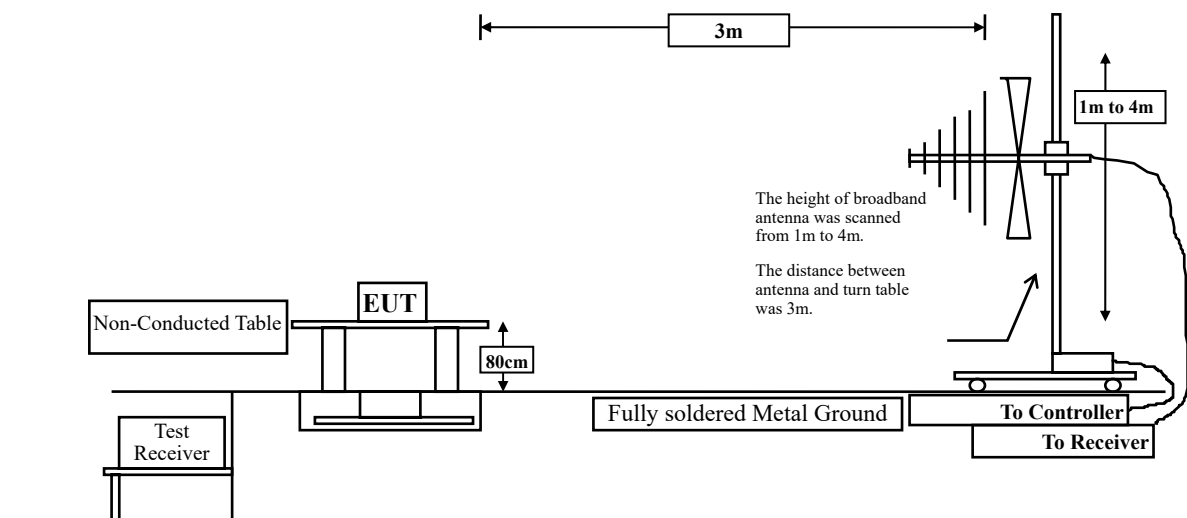 3m
1m to 4m
The height of broadband
antenna was scanned
from 1m to 4m.
The distance between
antenna and turn table
was 3m.
EUT
Non-Conducted Table
80cm
Fully soldered Metal Ground
To Controller
To Receiver
Test
Receiver